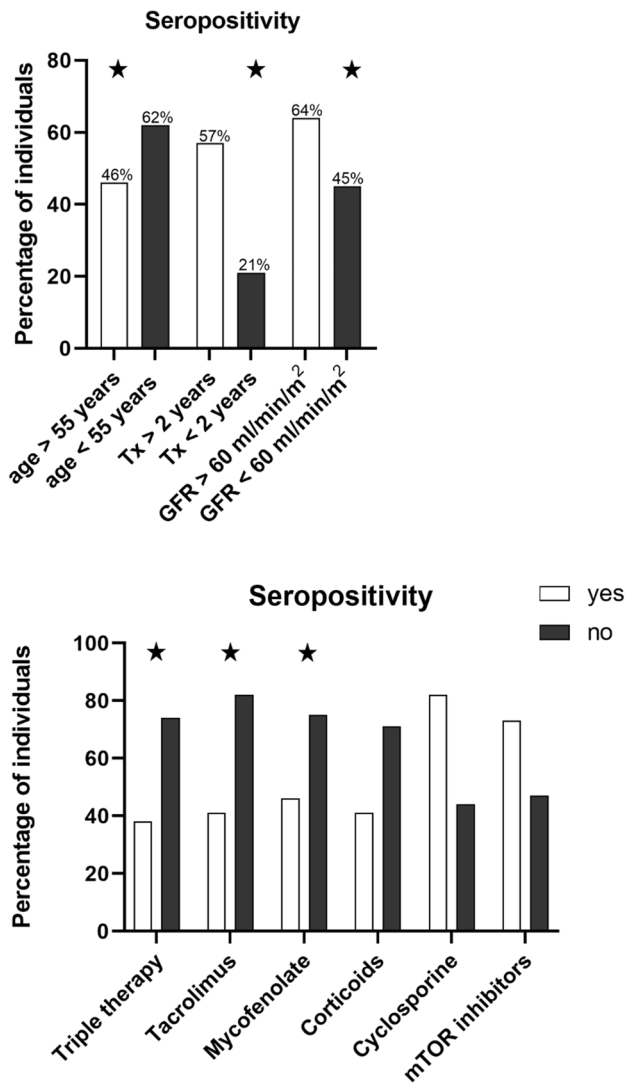 Seropositivity
Percentage of individuals
80
60
40
20
0
46%
62%
57%
21%
64%
45%
age > 55 years
age < 55 years
Tx > 2 years
Tx < 2 years
GFR > 60 ml/min/m²
GFR < 60 ml/min/m²
Seropositivity
yes
no
Percentage of individuals
100
80
60
40
20
0
Triple therapy
Tacrolimus
Mycofenolate
Corticoids
Cyclosporine
mTOR inhibitors